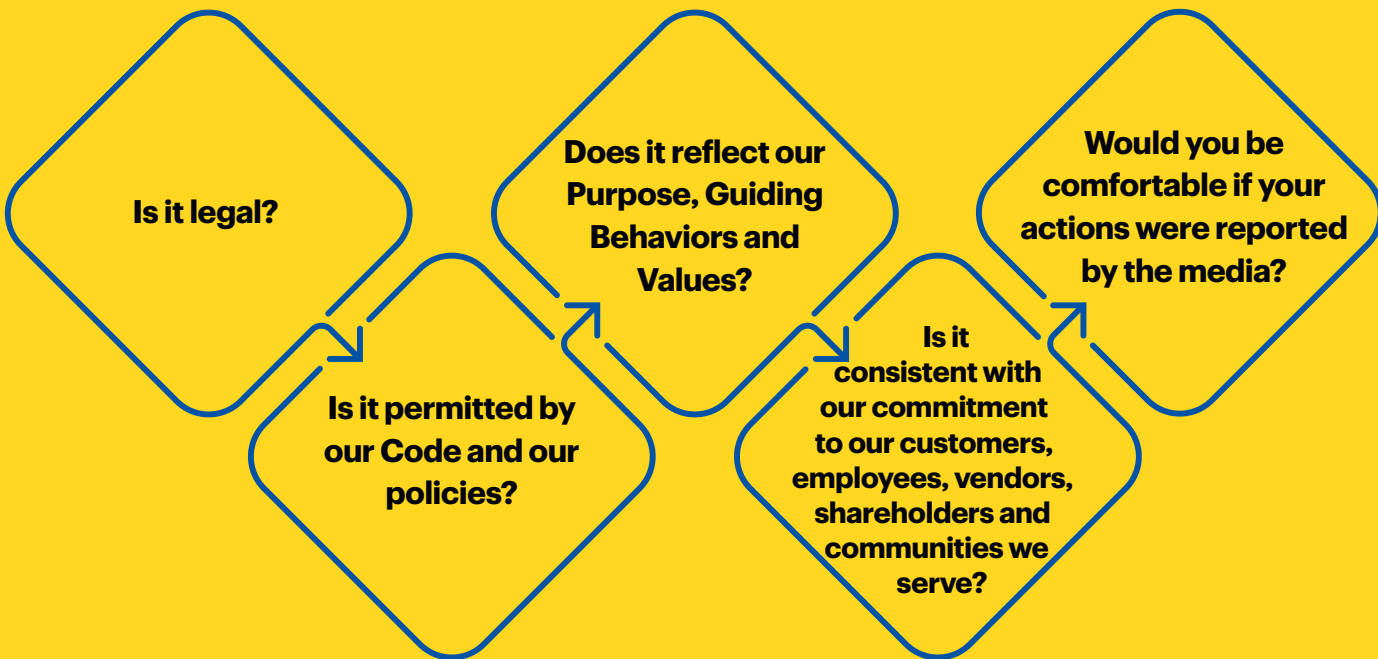 Is it legal?
Is it permitted by
our Code and our
policies?
Does it reflect our
Purpose, Guiding
Behaviors and
Values?
Is it
consistent with
our commitment
to our customers,
employees, vendors,
shareholders and
communities we
serve?
Would you be
comfortable if your
actions were reported
by the media?